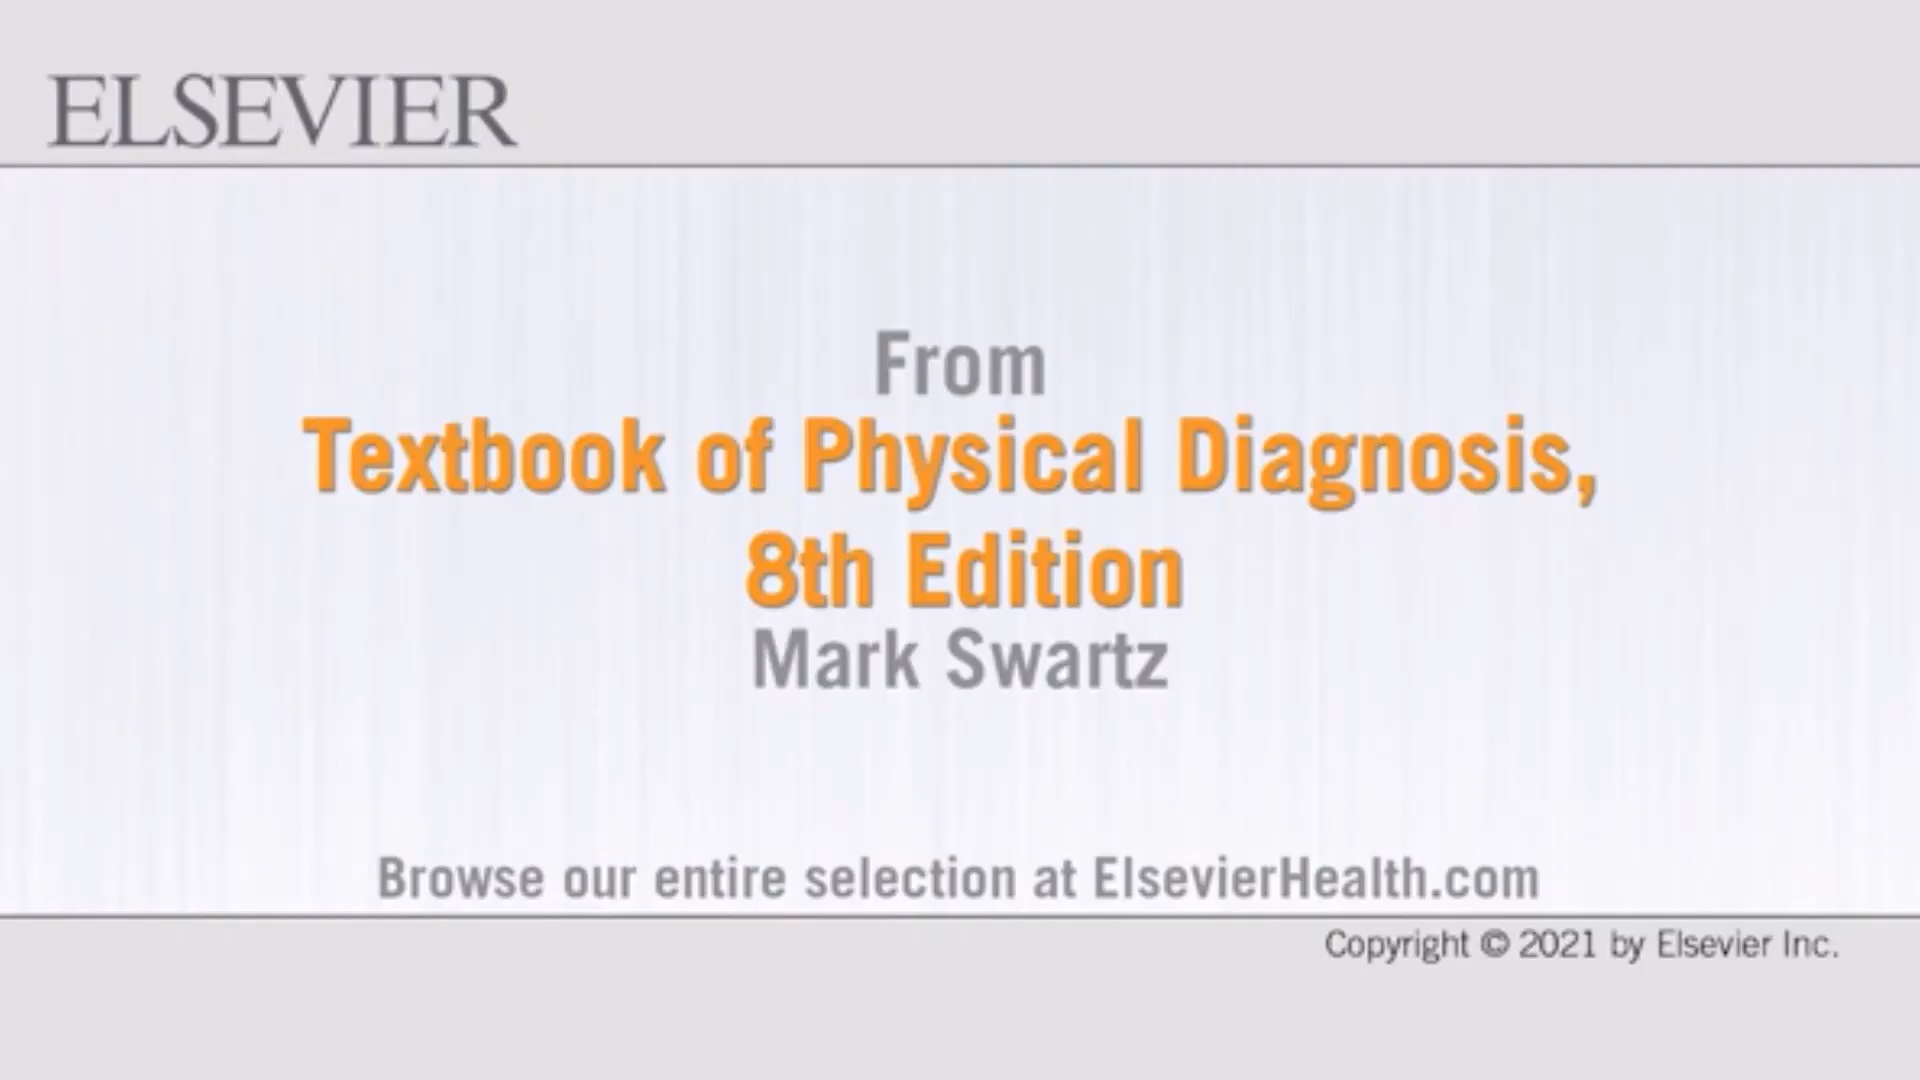 ELSEVIER
From
Textbook of Physical Diagnosis,
8th Edition
Mark Swartz
Browse our entire selection at ElsevierHealth.com
Copyright © 2021 by Elsevier Inc.